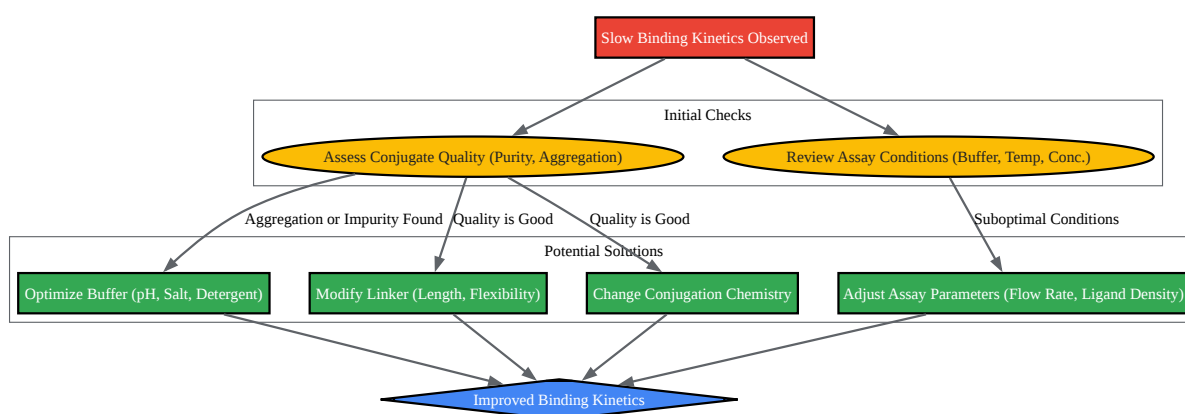 Slow Binding Kinetics Observed
Initial Checks
Assess Conjugate Quality (Purity, Aggregation)
Review Assay Conditions (Buffer, Temp, Conc.)
Aggregation or Impurity Found
Quality is Good
Quality is Good
Suboptimal Conditions
Potential Solutions
Optimize Buffer (pH, Salt, Detergent)
Modify Linker (Length, Flexibility)
Change Conjugation Chemistry
Adjust Assay Parameters (Flow Rate, Ligand Density)
Improved Binding Kinetics